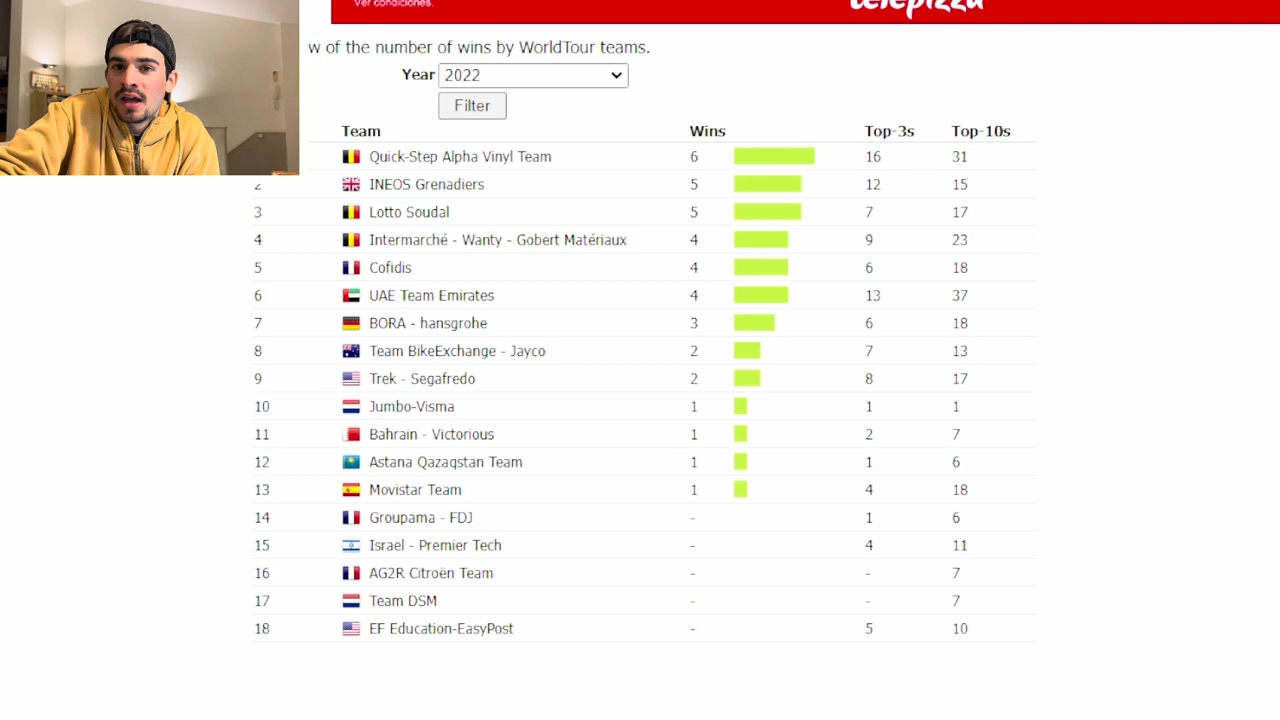 Ver condiciones.
telepizza
w of the number of wins by WorldTour teams.
Year 2022
Filter
Team Wins Top-3s Top-10s
Quick-Step Alpha Vinyl Team 6 16 31
2 INEOS Grenadiers 5 12 15
3 Lotto Soudal 5 7 17
4 Intermarché - Wanty - Gobert Matériaux 4 9 23
5 Cofidis 4 6 18
6 UAE Team Emirates 4 13 37
7 BORA - hansgrohe 3 6 18
8 Team BikeExchange - Jayco 2 7 13
9 Trek - Segafredo 2 8 17
10 Jumbo-Visma 1 1 1
11 Bahrain - Victorious 1 2 7
12 Astana Qazaqstan Team 1 1 6
13 Movistar Team 1 4 18
14 Groupama - FDJ - 1 6
15 Israel - Premier Tech - 4 11
16 AG2R Citroën Team - - 7
17 Team DSM - - 7
18 EF Education-EasyPost - 5 10